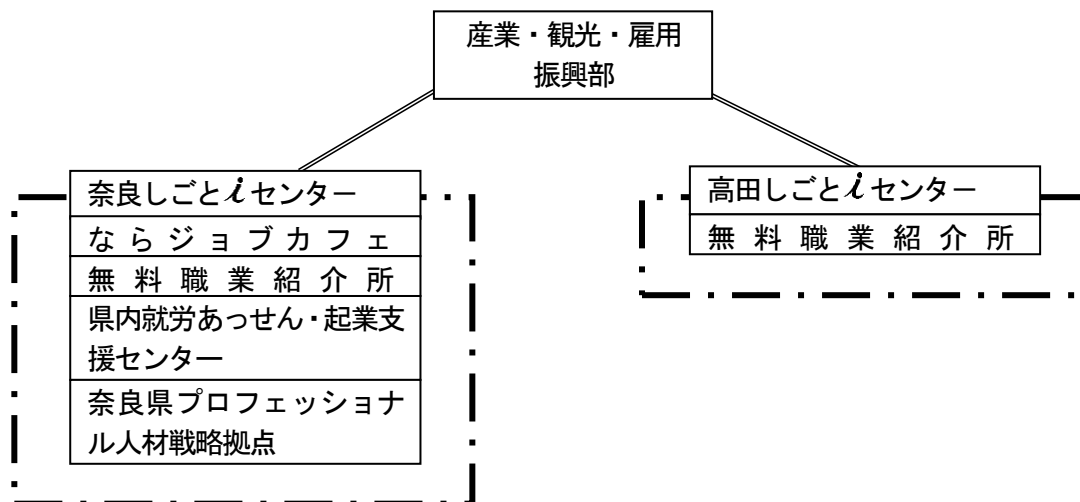 産業・観光・雇用
振興部
奈良しごとiセンター
ならジョブカフェ
無料職業紹介所
県内就労あっせん・起業支
援センター
奈良県プロフェッショナ
ル人材戦略拠点
高田しごとiセンター
無料職業紹介所